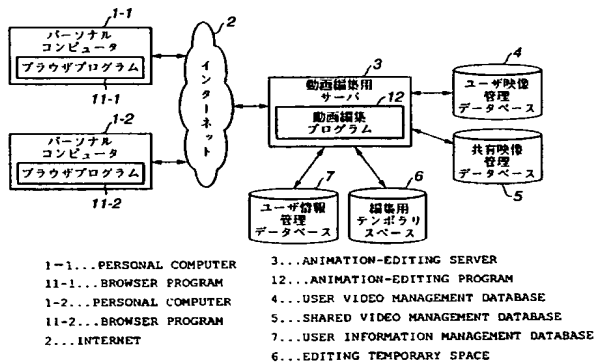 1-1
パーソナル
コンピュータ
ブラウザプログラム
11-1
1-2
パーソナル
コンピュータ
ブラウザプログラム
11-2
2
インターネット
3
動画編集用
サーバ
12
動画編集
プログラム
4
ユーザ映像
管理
データベース
共有映像
管理
データベース
5
7
ユーザ情報
管理
データベース
6
編集用
テンポラリ
スペース
1-1...PERSONAL COMPUTER
11-1...BROWSER PROGRAM
1-2...PERSONAL COMPUTER
11-2...BROWSER PROGRAM
2...INTERNET
3...ANIMATION-EDITING SERVER
12...ANIMATION-EDITING PROGRAM
4...USER VIDEO MANAGEMENT DATABASE
5...SHARED VIDEO MANAGEMENT DATABASE
7...USER INFORMATION MANAGEMENT DATABASE
6...EDITING TEMPORARY SPACE